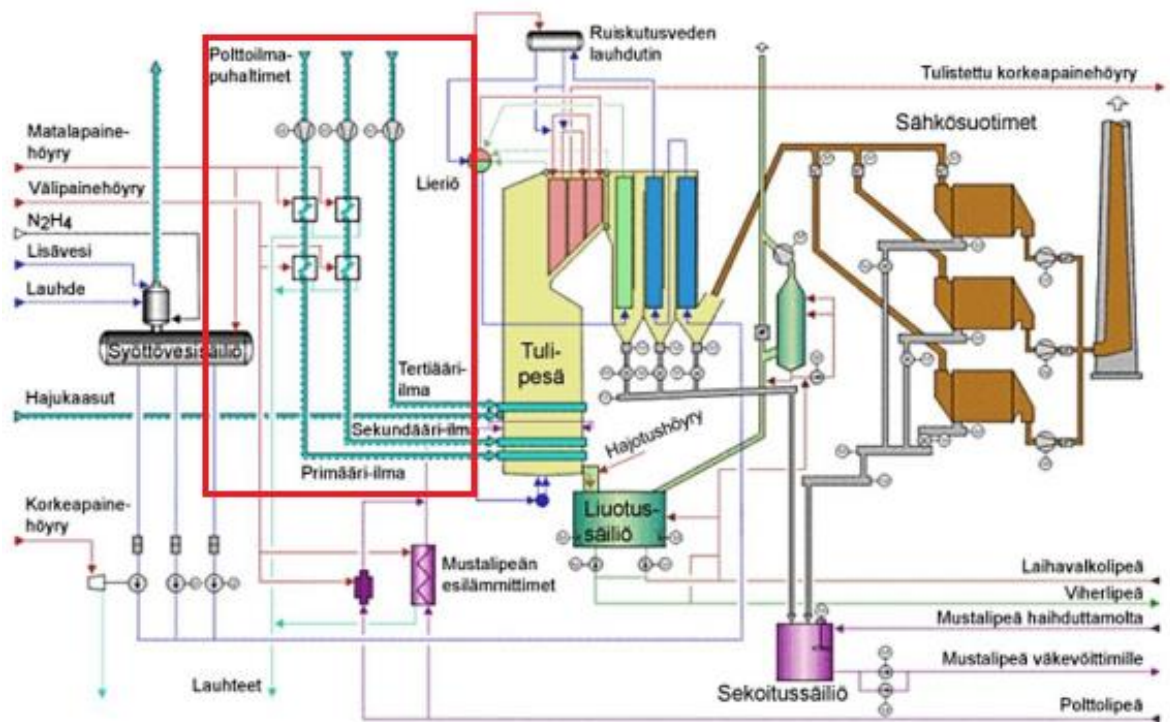 Polttoilma-
puhaltimet
Ruiskutusveden
lauhdutin
Tulistettu korkeapainehöyry
Sähkösuotimet
Matalapaine-
höyry
Välipainehöyry
Lieriö
N₂H₄
Lisävesi
Lauhde
Syöttövesisäiliö
Tuli-
pesä
Tertiääri-
ilma
Hajukaasut
Sekundääri-ilma
Primääri-ilma
Hajotushöyry
Korkeapaine-
höyry
Liuotus-
säiliö
Mustalipeän
esilämmittimet
Laihavalkolipeä
Viherlipeä
Mustalipeä haihduttamolta
Mustalipeä väkevöittimille
Lauhteet
Sekoitussäiliö
Polttolipeä